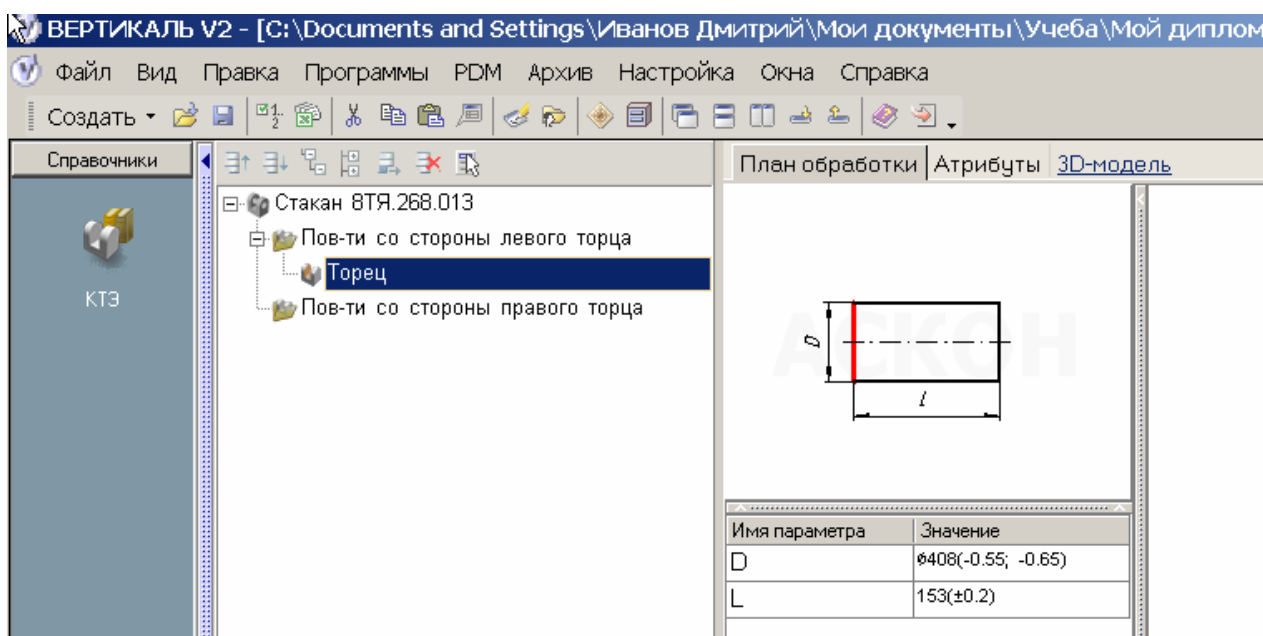 ВЕРТИКАЛЬ V2 - [C:\Documents and Settings\Иванов Дмитрий\Мои документы\Учеба\Мой диплом
Файл Вид Правка Программы PDM Архив Настройка Окна Справка
Создать
Справочники
План обработки Атрибуты 3D-модель
Стакан 8ТЯ.268.013
Пов-ти со стороны левого торца
Торец
КТЭ
Пов-ти со стороны правого торца
АСКОН
D
l
Имя параметра Значение
D ⌀408(-0.55; -0.65)
L 153(±0.2)